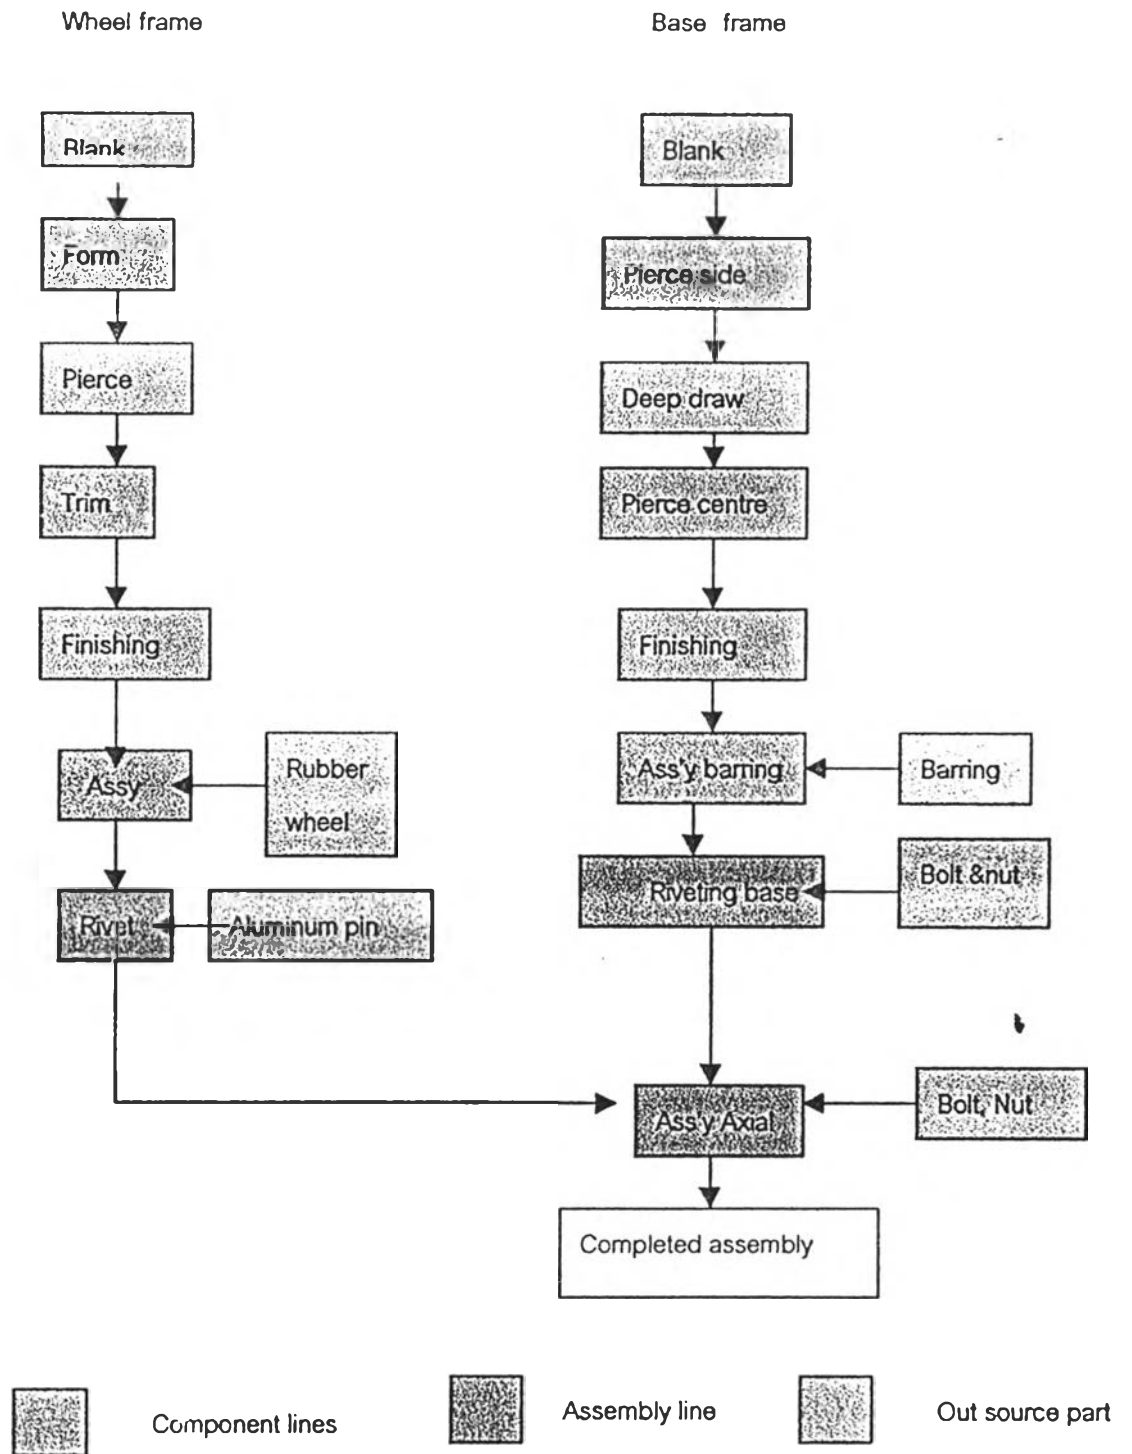 Wheel frame
Base frame
Blank
Form
Pierce
Trim
Finishing
Assy
Rubber
wheel
Rivet
Aluminum pin
Blank
Pierce side
Deep draw
Pierce centre
Finishing
Ass'y barring
Barring
Riveting base
Bolt &nut
Ass'y Axial
Bolt, Nut
Completed assembly
Component lines
Assembly line
Out source part